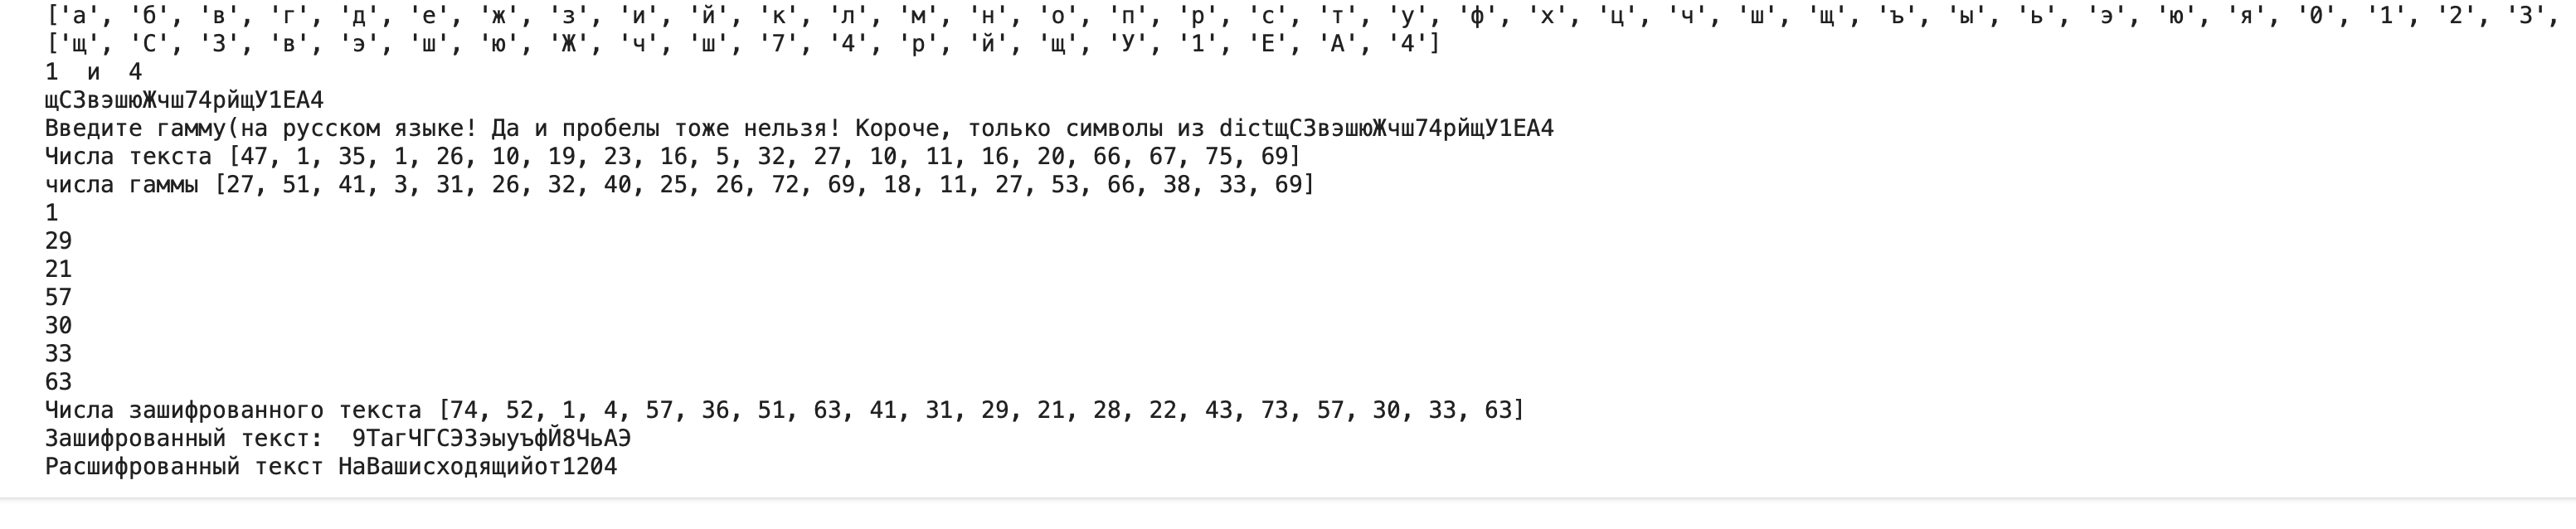 ['а', 'б', 'в', 'г', 'д', 'е', 'ж', 'з', 'и', 'й', 'к', 'л', 'м', 'н', 'о', 'п', 'р', 'с', 'т', 'у', 'ф', 'х', 'ц', 'ч', 'ш', 'щ', 'ъ', 'ы', 'ь', 'э', 'ю', 'я', '0', '1', '2', '3',
['щ', 'С', 'З', 'в', 'э', 'ш', 'ю', 'Ж', 'ч', 'ш', '7', '4', 'р', 'й', 'щ', 'У', '1', 'Е', 'А', '4']
1 и 4
щСЗвэшюЖчш74рйщУ1ЕА4
Введите гамму(на русском языке! Да и пробелы тоже нельзя! Короче, только символы из dictщСЗвэшюЖчш74рйщУ1ЕА4
Числа текста [47, 1, 35, 1, 26, 10, 19, 23, 16, 5, 32, 27, 10, 11, 16, 20, 66, 67, 75, 69]
числа гаммы [27, 51, 41, 3, 31, 26, 32, 40, 25, 26, 72, 69, 18, 11, 27, 53, 66, 38, 33, 69]
1
29
21
57
30
33
63
Числа зашифрованного текста [74, 52, 1, 4, 57, 36, 51, 63, 41, 31, 29, 21, 28, 22, 43, 73, 57, 30, 33, 63]
Зашифрованный текст: 9ТагЧГСЭЗэыуъфЙ8ЧьАЭ
Расшифрованный текст НаВашисходящийот1204